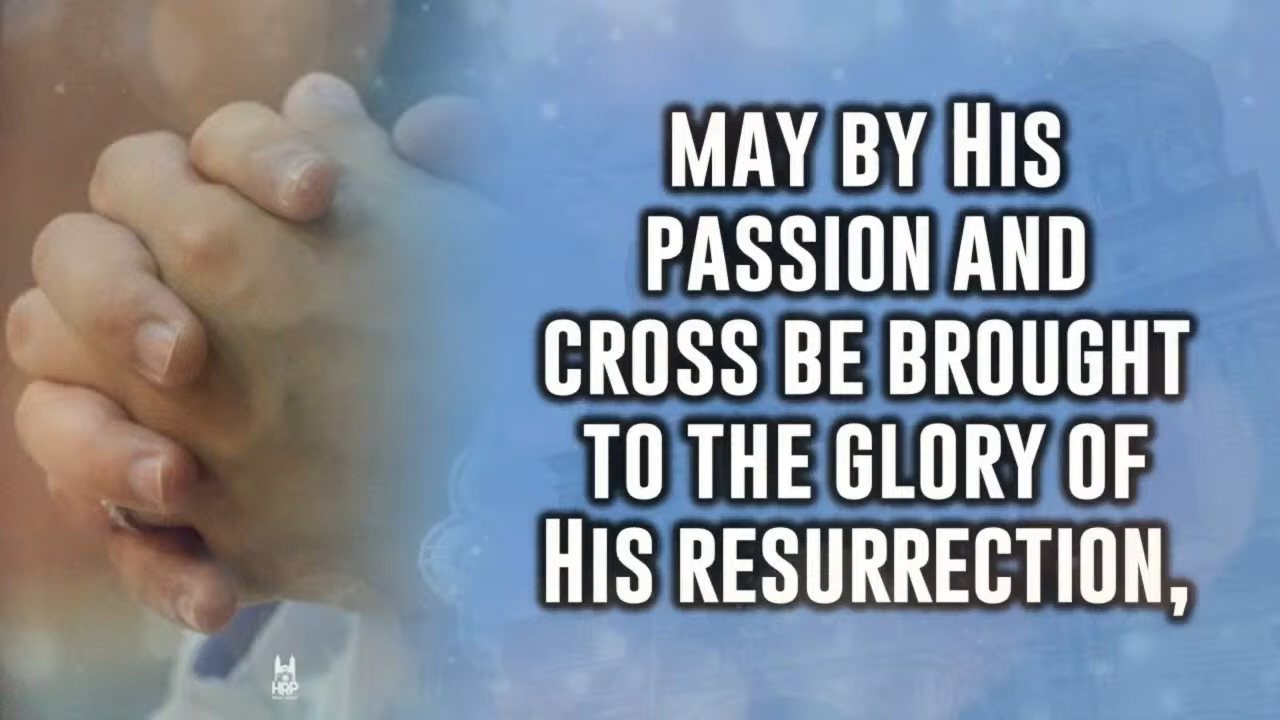 MAY BY HIS
PASSION AND
CROSS BE BROUGHT
TO THE GLORY OF
HIS RESURRECTION,
HRP